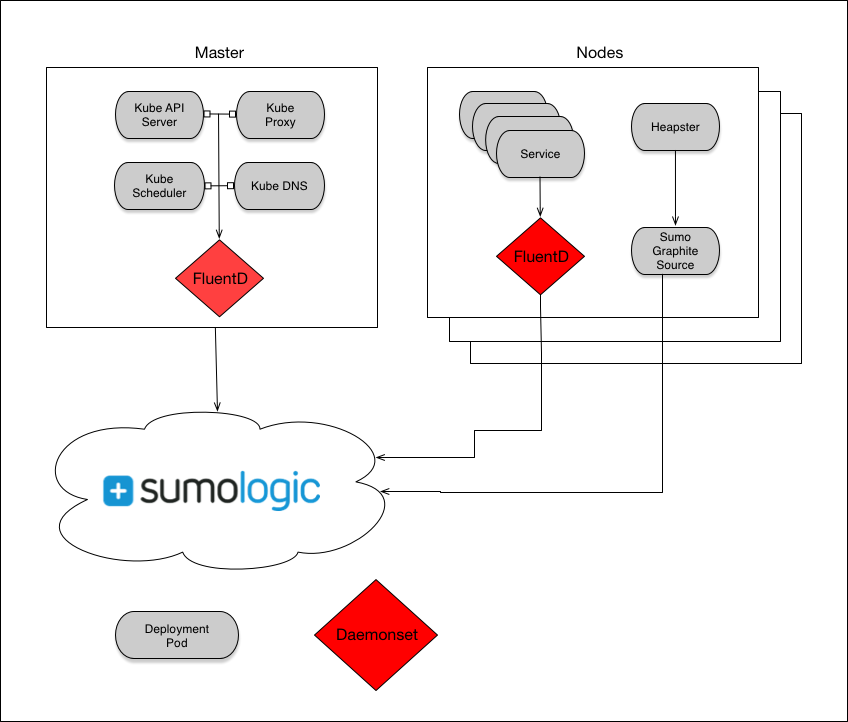 Master
Nodes
Kube API
Server
Kube
Proxy
Kube
Scheduler
Kube DNS
FluentD
Service
Heapster
FluentD
Sumo
Graphite
Source
sumologic
Deployment
Pod
Daemonset